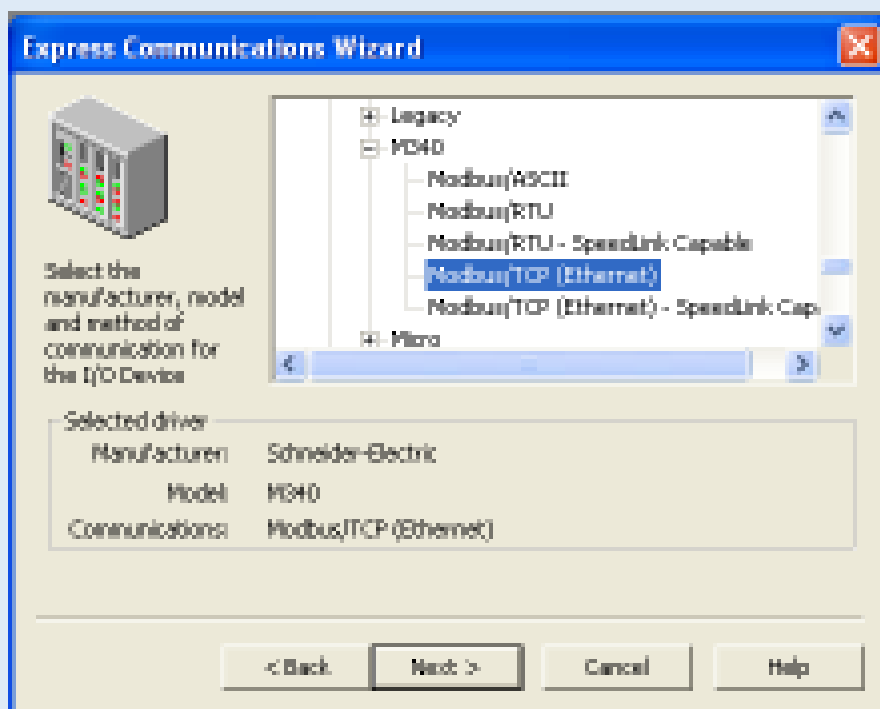 Express Communications Wizard
Legacy
M340
Modbus/ASCII
Modbus/RTU
Modbus/RTU - SpeedLink Capable
Modbus/TCP (Ethernet)
Modbus/TCP (Ethernet) - SpeedLink Cap
Micro
Select the
manufacturer, model
and method of
communication for
the I/O Device
Selected driver
Manufacturer: Schneider-Electric
Model: M340
Communications: Modbus/TCP (Ethernet)
< Back Next > Cancel Help